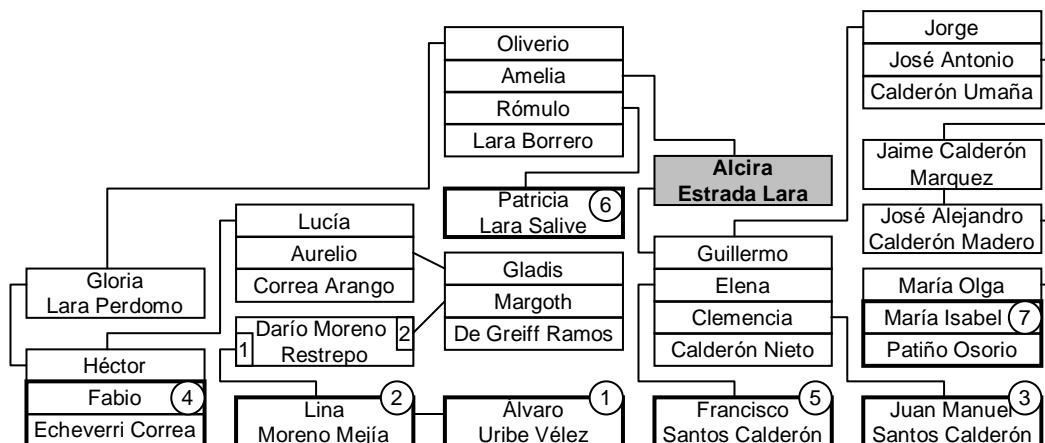 Oliverio
Amelia
Rómulo
Lara Borrero
Jorge
José Antonio
Calderón Umaña
Jaime Calderón
Marquez
José Alejandro
Calderón Madero
Alcira
Estrada Lara
Patricia
Lara Salive
6
Lucía
Aurelio
Correa Arango
Gladis
Margoth
De Greiff Ramos
Guillermo
Elena
Clemencia
Calderón Nieto
Gloria
Lara Perdomo
María Olga
María Isabel
7
Patiño Osorio
1
Darío Moreno
Restrepo
2
Héctor
Fabio
4
Echeverri Correa
Lina
Moreno Mejía
2
Álvaro
Uribe Vélez
1
Francisco
Santos Calderón
5
Juan Manuel
Santos Calderón
3